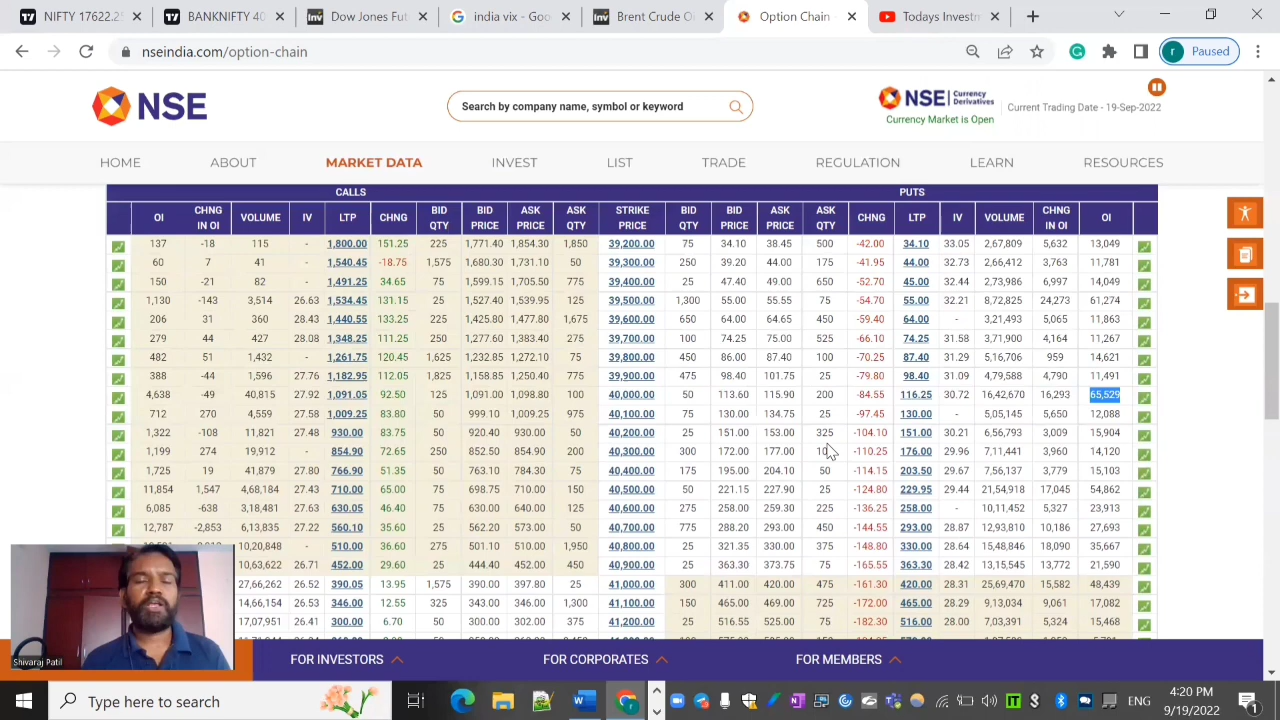 NIFTY 17622.25
BANKNIFTY 40904
Market Data Fut
invest - Goo
Brent Crude O
Option Chain
Todays Investm
nseindia.com/option-chain
r Paused
NSE
Search by company name, symbol or keyword
NSE Currency Derivatives
Currency Market is Open
Current Trading Date - 19-Sep-2022
HOME ABOUT MARKET DATA INVEST LIST TRADE REGULATION LEARN RESOURCES
CALLS PUTS
OI CHNG IN OI VOLUME IV LTP CHNG BID QTY BID PRICE ASK PRICE ASK QTY STRIKE PRICE BID QTY BID PRICE ASK PRICE ASK QTY CHNG LTP IV VOLUME CHNG IN OI OI
137 -18 115 - 1,800.00 151.25 225 1,771.40 1,854.30 1,850 39,200.00 75 34.10 38.45 500 -42.00 34.10 33.05 2,67,809 5,632 13,049
60 7 41 - 1,540.45 -18.75 1,575 1,680.30 1,731.10 50 39,300.00 250 39.20 44.00 175 -41.95 44.00 32.73 2,66,412 3,763 11,781
150 -21 82 - 1,491.25 34.65 75 1,599.15 1,705.50 775 39,400.00 25 47.40 49.00 650 -52.70 45.00 32.44 2,73,986 6,997 14,049
1,130 -143 3,514 26.63 1,534.45 131.15 25 1,527.40 1,539.95 125 39,500.00 1,300 55.00 55.55 75 -54.70 55.00 32.21 8,72,825 24,273 61,274
206 31 360 28.43 1,440.55 133.25 25 1,425.80 1,477.80 1,675 39,600.00 650 64.00 64.65 450 -59.40 64.00 - 3,21,493 5,065 11,863
279 44 427 28.08 1,348.25 111.25 250 1,277.60 1,383.40 275 39,700.00 100 74.25 75.00 525 -66.10 74.25 31.58 3,71,900 4,164 11,267
482 51 1,432 - 1,261.75 120.45 1,625 1,232.85 1,272.10 75 39,800.00 450 86.00 87.40 100 -70.25 87.40 31.29 5,16,706 959 14,621
388 -44 1,596 27.76 1,182.95 112.05 1,825 1,158.85 1,250.40 775 39,900.00 475 98.40 101.75 25 -79.80 98.40 31.09 4,79,588 4,790 11,491
4,638 -49 40,815 27.92 1,091.05 92.50 250 1,091.00 1,098.80 100 40,000.00 50 113.60 115.90 200 -84.55 116.25 30.72 16,42,670 16,293 65,529
712 270 4,559 27.58 1,009.25 83.80 50 999.10 1,009.25 975 40,100.00 75 130.00 134.75 25 -97.45 130.00 - 5,05,145 5,650 12,088
1,322 -108 11,821 27.48 930.00 83.75 50 920.40 930.00 50 40,200.00 25 151.00 153.00 325 -104.10 151.00 30.21 6,56,793 3,009 15,904
1,199 274 19,912 - 854.90 72.65 250 852.50 854.90 200 40,300.00 300 172.00 177.00 -110.25 176.00 29.96 7,11,441 3,960 14,120
1,725 19 41,879 27.80 766.90 51.35 50 763.10 784.30 75 40,400.00 175 195.00 204.10 50 -114.15 203.50 29.67 7,56,137 3,779 15,103
11,854 1,547 4,68,184 27.43 710.00 65.00 75 698.75 710.00 150 40,500.00 50 221.15 227.90 25 -124.80 229.95 29.44 21,54,918 17,045 54,862
6,085 -638 3,18,481 27.63 630.05 46.40 75 630.00 640.00 125 40,600.00 275 258.00 259.30 225 -136.25 258.00 - 10,11,452 5,327 23,913
12,787 -2,853 6,13,835 27.22 560.10 35.60 25 562.20 573.00 50 40,700.00 775 288.20 293.00 450 -144.55 293.00 28.87 12,93,810 10,186 27,693
10,20,848 - 510.00 36.60 275 501.10 510.00 1,950 40,800.00 25 321.35 330.00 375 -148.80 330.00 28.64 15,48,846 18,090 35,667
10,63,622 26.71 452.00 29.60 25 444.40 452.00 450 40,900.00 25 363.30 373.75 75 -165.55 363.30 28.42 13,15,545 13,772 21,590
27,66,262 26.52 390.05 13.95 1,575 390.00 397.80 25 41,000.00 300 411.00 420.00 475 -161.30 420.00 28.31 25,69,470 15,582 48,439
14,66,154 26.53 346.00 12.55 325 343.00 346.00 1,300 41,100.00 150 465.00 469.00 725 -172.00 465.00 28.29 9,13,034 9,061 17,082
17,07,951 26.41 300.00 6.70 50 300.00 302.00 375 41,200.00 50 516.55 525.00 75 -182.30 516.00 28.00 7,03,391 5,324 15,468
Shivaraj Patil
FOR INVESTORS FOR CORPORATES FOR MEMBERS
Type here to search
ENG
4:20 PM
9/19/2022